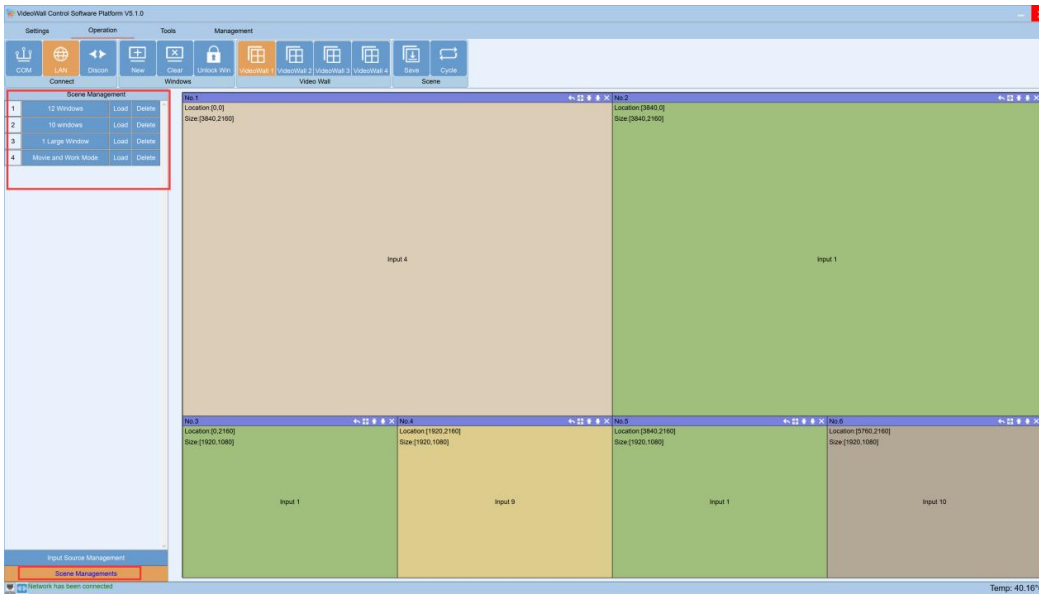 VideoWall Control Software Platform V5.1.0
Settings Operation Tools Management
COM LAN Discon New Clear Unlock Win VideoWall 1 VideoWall 2 VideoWall 3 VideoWall 4 Save Cycle
Connect Windows Video Wall Scene
Scene Management
1 12 Windows Load Delete
2 10 windows Load Delete
3 1 Large Window Load Delete
4 Movie and Work Mode Load Delete
No.1
Location:[0,0]
Size:[3840,2160]
Input 4
No.2
Location:[3840,0]
Size:[3840,2160]
Input 1
No.3
Location:[0,2160]
Size:[1920,1080]
Input 1
No.4
Location:[1920,2160]
Size:[1920,1080]
Input 9
No.5
Location:[3840,2160]
Size:[1920,1080]
Input 1
No.6
Location:[5760,2160]
Size:[1920,1080]
Input 10
Input Source Management
Scene Managements
Network has been connected
Temp: 40.16°